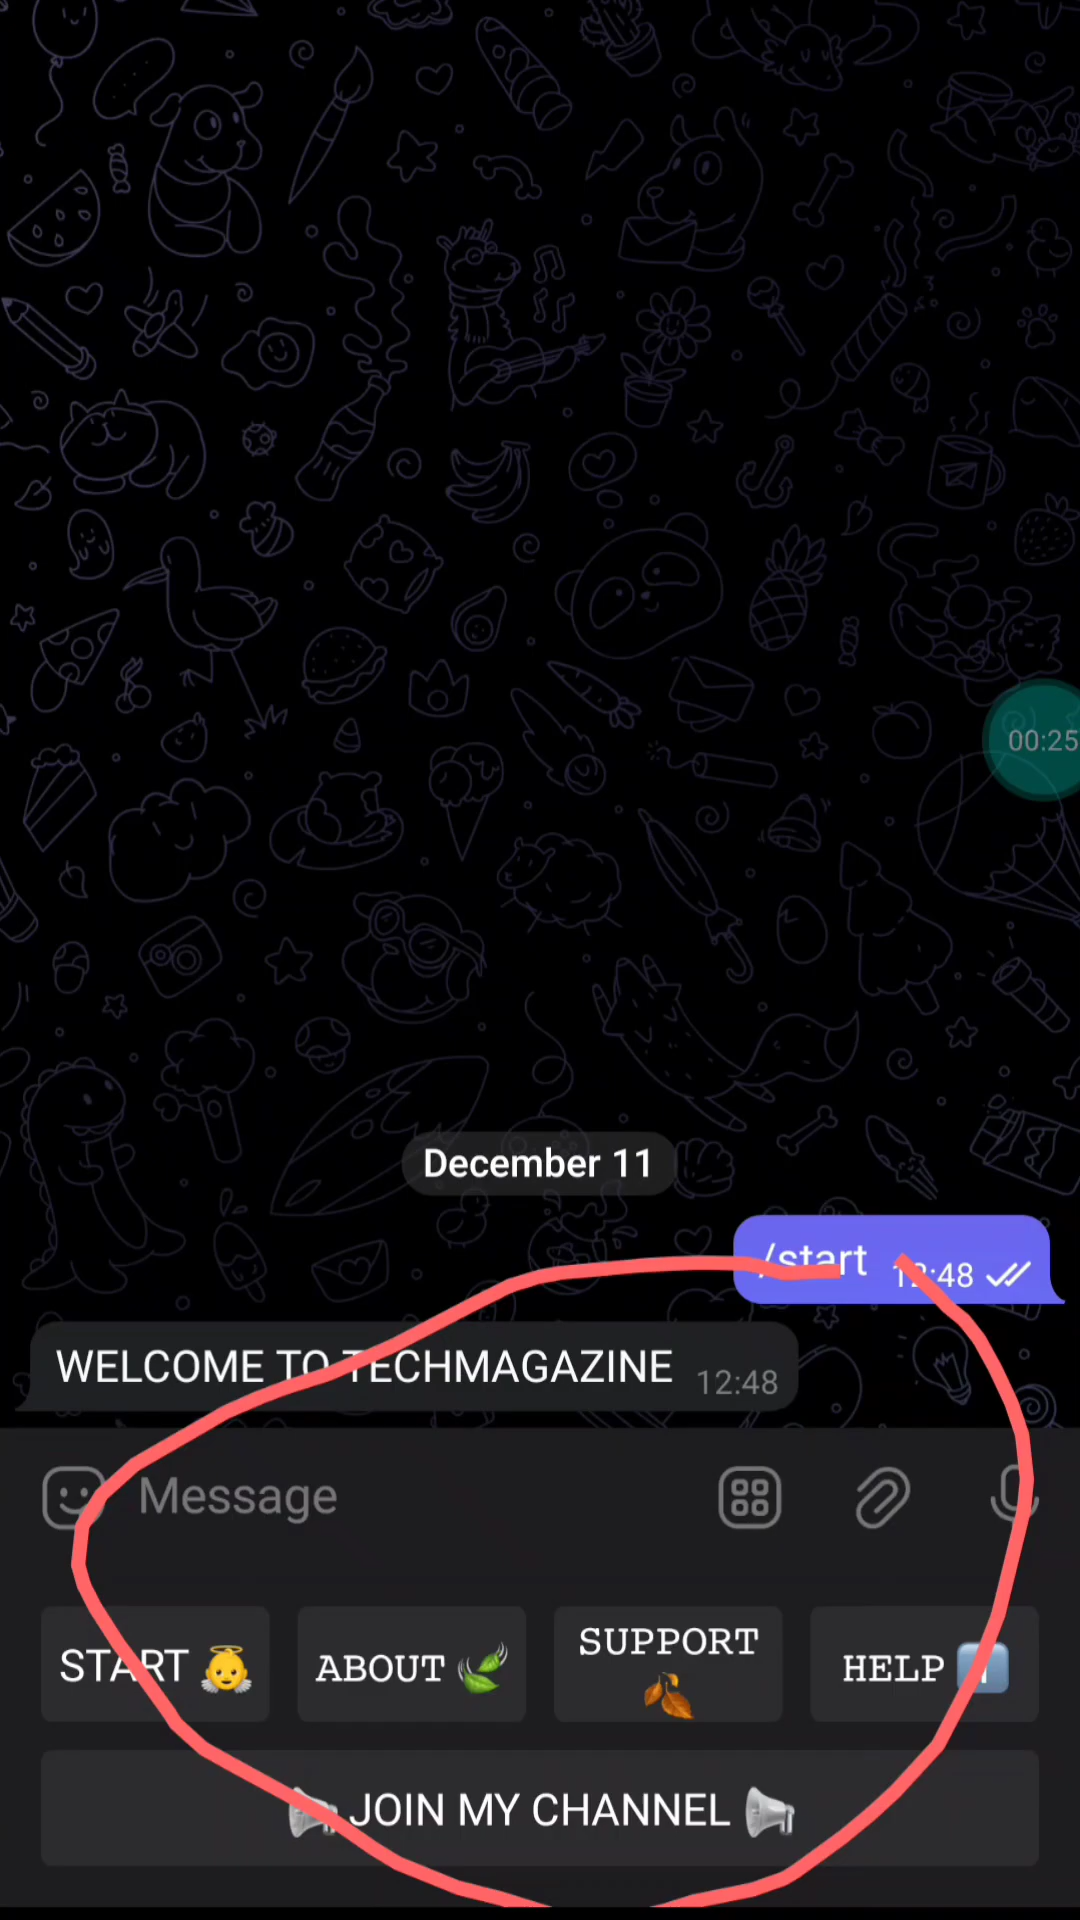 00:25
December 11
/start 12:48
WELCOME TO TECHMAGAZINE 12:48
Message
START 👼 ABOUT 🌿 SUPPORT 🍂 HELP
📢 JOIN MY CHANNEL 📢